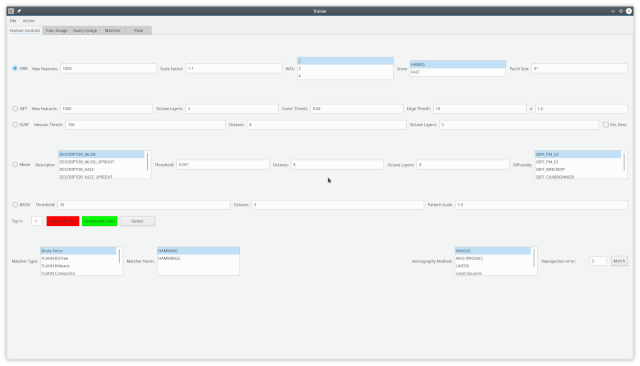 Trainer
File Action
Feature Controls Train Image Query Image Matches Pose
ORB Max Features: 1000 Scale Factor: 1.1 WTA: 2 Score: HARRIS Patch Size: 31
3 FAST
4
SIFT Max Features: 1000 Octave Layers: 3 Contr. Thresh: 0.04 Edge Thresh: 10 σ: 1.6
SURF Hessian Thresh: 100 Octaves: 4 Octave Layers: 3 Ext. Desc
Akaze Descriptor: DESCRIPTOR_MLDB Threshold: 0.001 Octaves: 4 Octave Layers: 4 Diffusivity: DIFF_PM_G2
DESCRIPTOR_MLDB_UPRIGHT DIFF_PM_G1
DESCRIPTOR_KAZE DIFF_WEICKERT
DESCRIPTOR_KAZE_UPRIGHT DIFF_CHARBONNIER
BRISK Threshold: 30 Octaves: 3 Pattern Scale: 1.0
Top n: -1 Detect
Matcher Type: Brute Force Matcher Norm: HAMMING Homography Method: RANSAC Reprojection error: 3 Match
FLANN KdTree HAMMING2 RHO (PROSAC)
FLANN KMeans LMEDS
FLANN Composite Least Squares